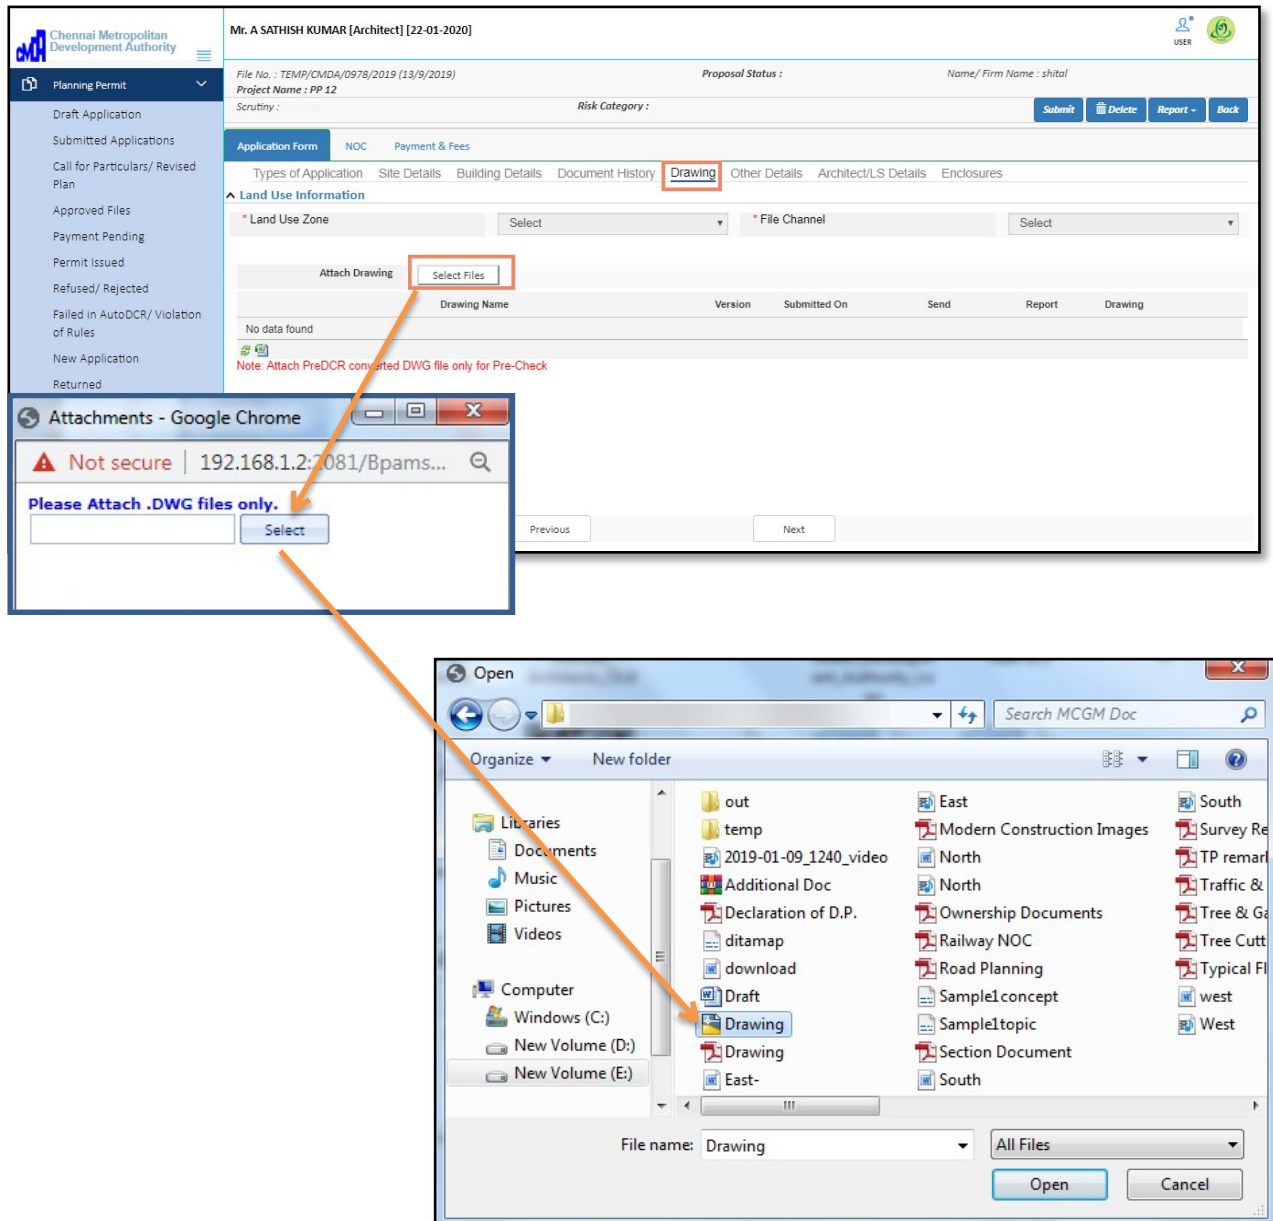 Chennai Metropolitan
Development Authority
CMDA
Mr. A SATHISH KUMAR [Architect] [22-01-2020]
USER
Planning Permit
Draft Application
Submitted Applications
Call for Particulars/ Revised
Plan
Approved Files
Payment Pending
Permit Issued
Refused/ Rejected
Failed in AutoDCR/ Violation
of Rules
New Application
Returned
File No. : TEMP/CMDA/0978/2019 (13/9/2019) Proposal Status : Name/ Firm Name : shital
Project Name : PP 12
Scrutiny : Risk Category :
Submit Delete Report Back
Application Form NOC Payment & Fees
Types of Application Site Details Building Details Document History Drawing Other Details Architect/LS Details Enclosures
Land Use Information
* Land Use Zone Select * File Channel Select
Attach Drawing Select Files
Drawing Name Version Submitted On Send Report Drawing
No data found
Note: Attach PreDCR converted DWG file only for Pre-Check
Previous Next
Attachments - Google Chrome
Not secure | 192.168.1.2:2081/Bpams...
Please Attach .DWG files only.
Select
Open
Search MCGM Doc
Organize New folder
Libraries
Documents
Music
Pictures
Videos
Computer
Windows (C:)
New Volume (D:)
New Volume (E:)
out
temp
2019-01-09_1240_video
Additional Doc
Declaration of D.P.
ditamap
download
Draft
Drawing
Drawing
East-
East
Modern Construction Images
North
North
Ownership Documents
Railway NOC
Road Planning
Sample1concept
Sample1topic
Section Document
South
South
Survey Re
TP remark
Traffic &
Tree & Ga
Tree Cutt
Typical Fl
west
West
File name: Drawing All Files
Open Cancel